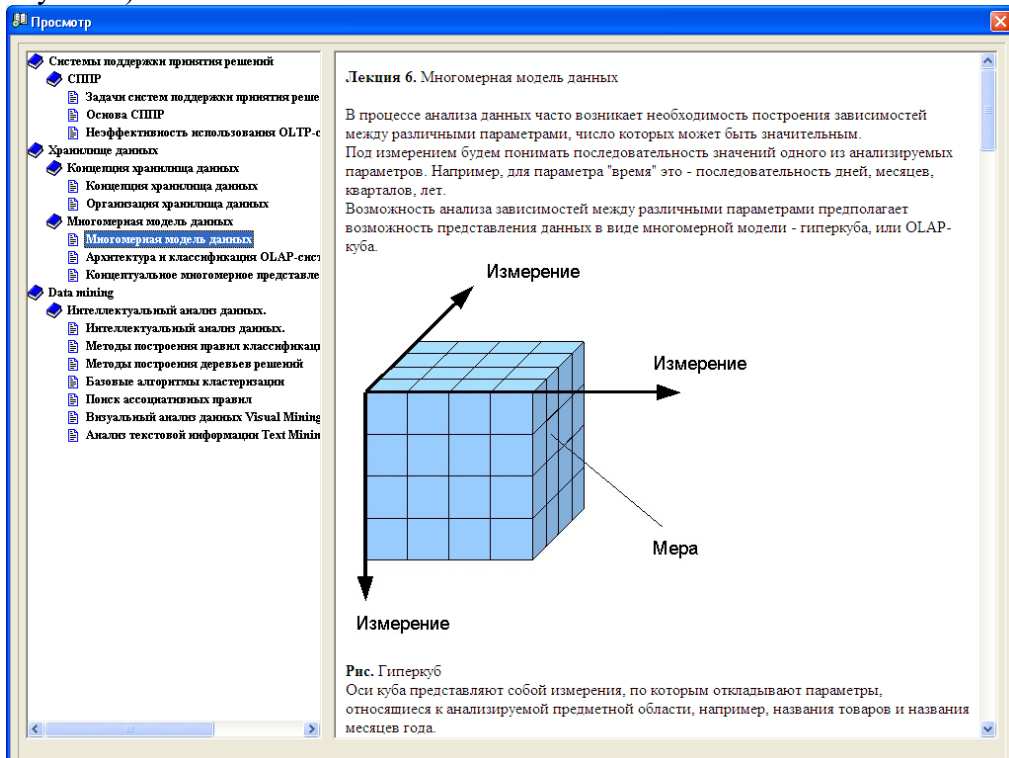 Просмотр
Системы поддержки принятия решений
СППР
Задачи систем поддержки принятия реше
Основа СППР
Неэффективность использования OLTP-с
Хранилище данных
Концепция хранилища данных
Концепция хранилища данных
Организация хранилища данных
Многомерная модель данных
Многомерная модель данных
Архитектура и классификация OLAP-сист
Концептуальное многомерное представле
Data mining
Интеллектуальный анализ данных.
Интеллектуальный анализ данных.
Методы построения правил классификац
Методы построения деревьев решений
Базовые алгоритмы кластеризации
Поиск ассоциативных правил
Визуальный анализ данных Visual Mining
Анализ текстовой информации Text Minin
Лекция 6. Многомерная модель данных
В процессе анализа данных часто возникает необходимость построения зависимостей
между различными параметрами, число которых может быть значительным.
Под измерением будем понимать последовательность значений одного из анализируемых
параметров. Например, для параметра "время" это - последовательность дней, месяцев,
кварталов, лет.
Возможность анализа зависимостей между различными параметрами предполагает
возможность представления данных в виде многомерной модели - гиперкуба, или OLAP-
куба.
Измерение
Измерение
Мера
Измерение
Рис. Гиперкуб
Оси куба представляют собой измерения, по которым откладывают параметры,
относящиеся к анализируемой предметной области, например, названия товаров и названия
месяцев года.